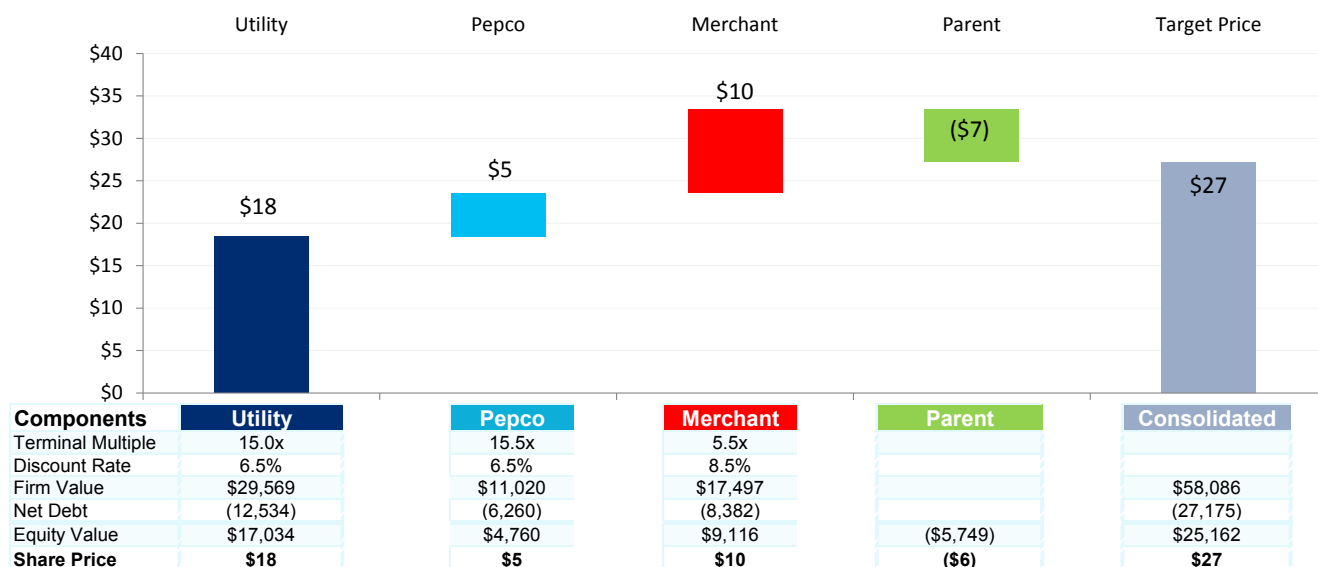 Utility Pepco Merchant Parent Target Price
$40
$35
$30
$25
$20
$15
$10
$5
$0
$18
$5
$10
($7)
$27
Components Utility Pepco Merchant Parent Consolidated
Terminal Multiple 15.0x 15.5x 5.5x
Discount Rate 6.5% 6.5% 8.5%
Firm Value $29,569 $11,020 $17,497 $58,086
Net Debt (12,534) (6,260) (8,382) (27,175)
Equity Value $17,034 $4,760 $9,116 ($5,749) $25,162
Share Price $18 $5 $10 ($6) $27